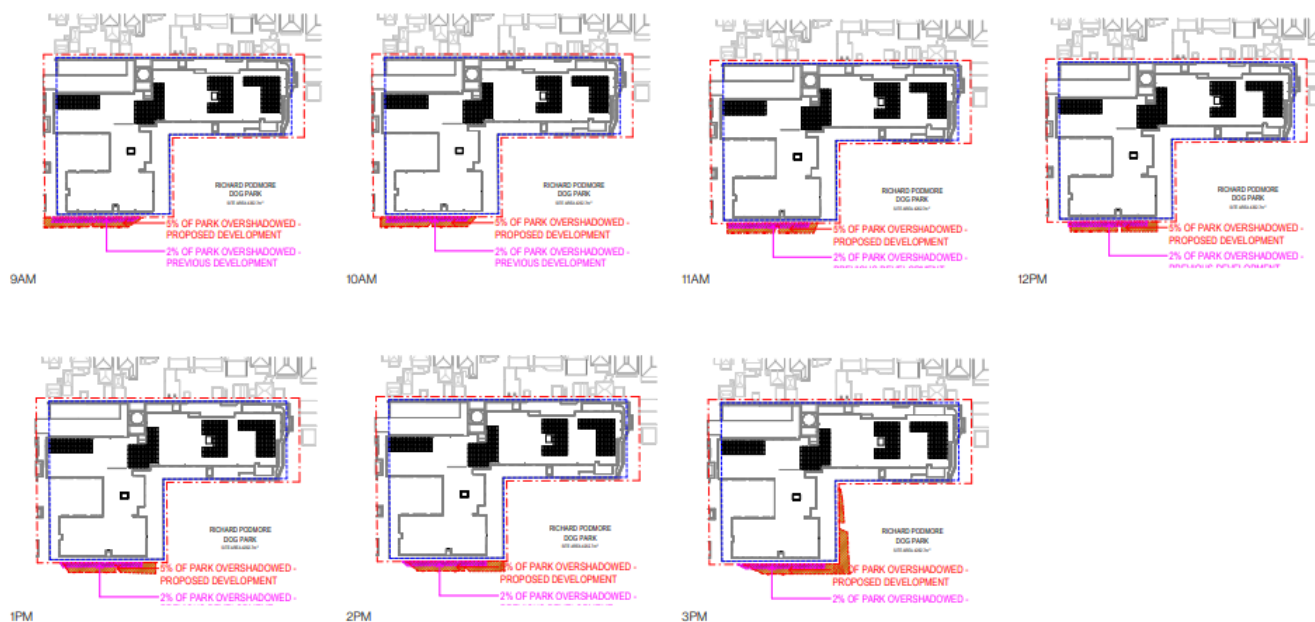 RICHARD PODMORE
DOG PARK
5% OF PARK OVERSHADOWED -
PROPOSED DEVELOPMENT
2% OF PARK OVERSHADOWED -
PREVIOUS DEVELOPMENT
9AM
RICHARD PODMORE
DOG PARK
5% OF PARK OVERSHADOWED -
PROPOSED DEVELOPMENT
2% OF PARK OVERSHADOWED -
PREVIOUS DEVELOPMENT
10AM
RICHARD PODMORE
DOG PARK
5% OF PARK OVERSHADOWED -
PROPOSED DEVELOPMENT
2% OF PARK OVERSHADOWED -
PREVIOUS DEVELOPMENT
11AM
RICHARD PODMORE
DOG PARK
5% OF PARK OVERSHADOWED -
PROPOSED DEVELOPMENT
2% OF PARK OVERSHADOWED -
PREVIOUS DEVELOPMENT
12PM
RICHARD PODMORE
DOG PARK
5% OF PARK OVERSHADOWED -
PROPOSED DEVELOPMENT
2% OF PARK OVERSHADOWED -
1PM
RICHARD PODMORE
DOG PARK
% OF PARK OVERSHADOWED -
PROPOSED DEVELOPMENT
2% OF PARK OVERSHADOWED -
2PM
RICHARD PODMORE
DOG PARK
% OF PARK OVERSHADOWED -
PROPOSED DEVELOPMENT
2% OF PARK OVERSHADOWED -
3PM